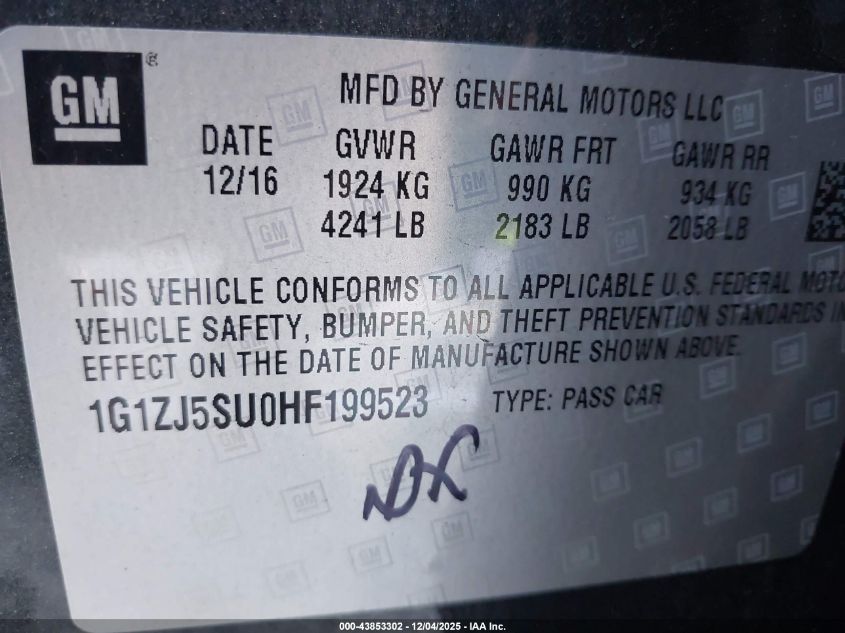 GM®
MFD BY GENERAL MOTORS LLC
DATE GVWR GAWR FRT GAWR RR
12/16 1924 KG 990 KG 934 KG
4241 LB 2183 LB 2058 LB
THIS VEHICLE CONFORMS TO ALL APPLICABLE U.S. FEDERAL MOTO
VEHICLE SAFETY, BUMPER, AND THEFT PREVENTION STANDARDS IN
EFFECT ON THE DATE OF MANUFACTURE SHOWN ABOVE.
1G1ZJ5SU0HF199523 TYPE: PASS CAR
000-43853302 - 12/04/2025 - IAA Inc.